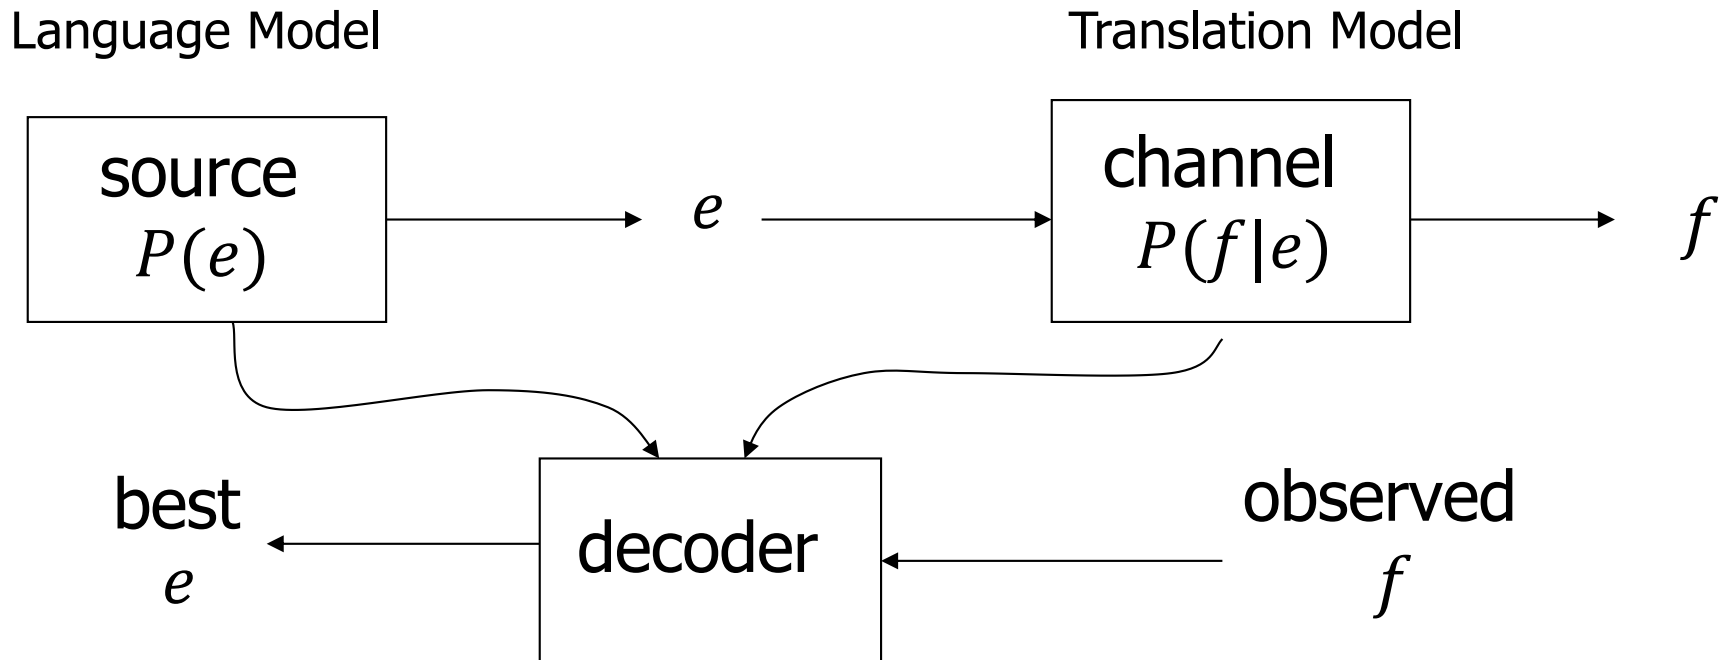 Language Model
Translation Model
source
P(e)
e
channel
P(f|e)
f
best
e
decoder
observed
f